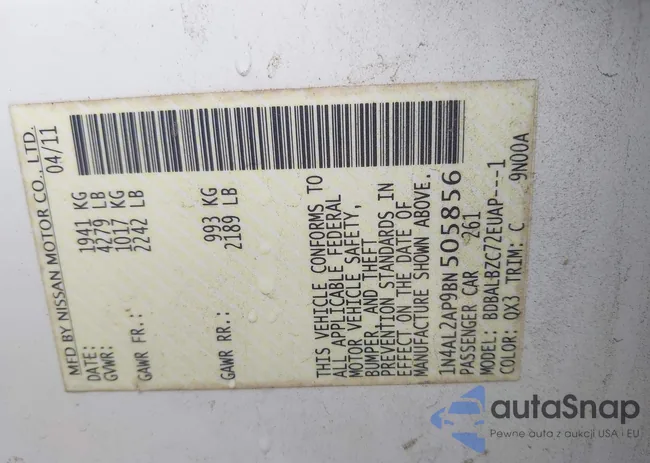 MFD BY NISSAN MOTOR CO., LTD.
DATE: 04/11
GVWR: 1941 KG
4279 LB
GAWR FR.: 1017 KG
2242 LB
GAWR RR.: 993 KG
2189 LB
THIS VEHICLE CONFORMS TO
ALL APPLICABLE FEDERAL
MOTOR VEHICLE SAFETY,
BUMPER, AND THEFT
PREVENTION STANDARDS IN
EFFECT ON THE DATE OF
MANUFACTURE SHOWN ABOVE.
1N4AL2AP9BN505856
PASSENGER CAR 261
MODEL: BDBALBZC72EUAP---1
COLOR: QX3 TRIM: C 9N00A
autaSnap
Pewne auta z aukcji USA i EU